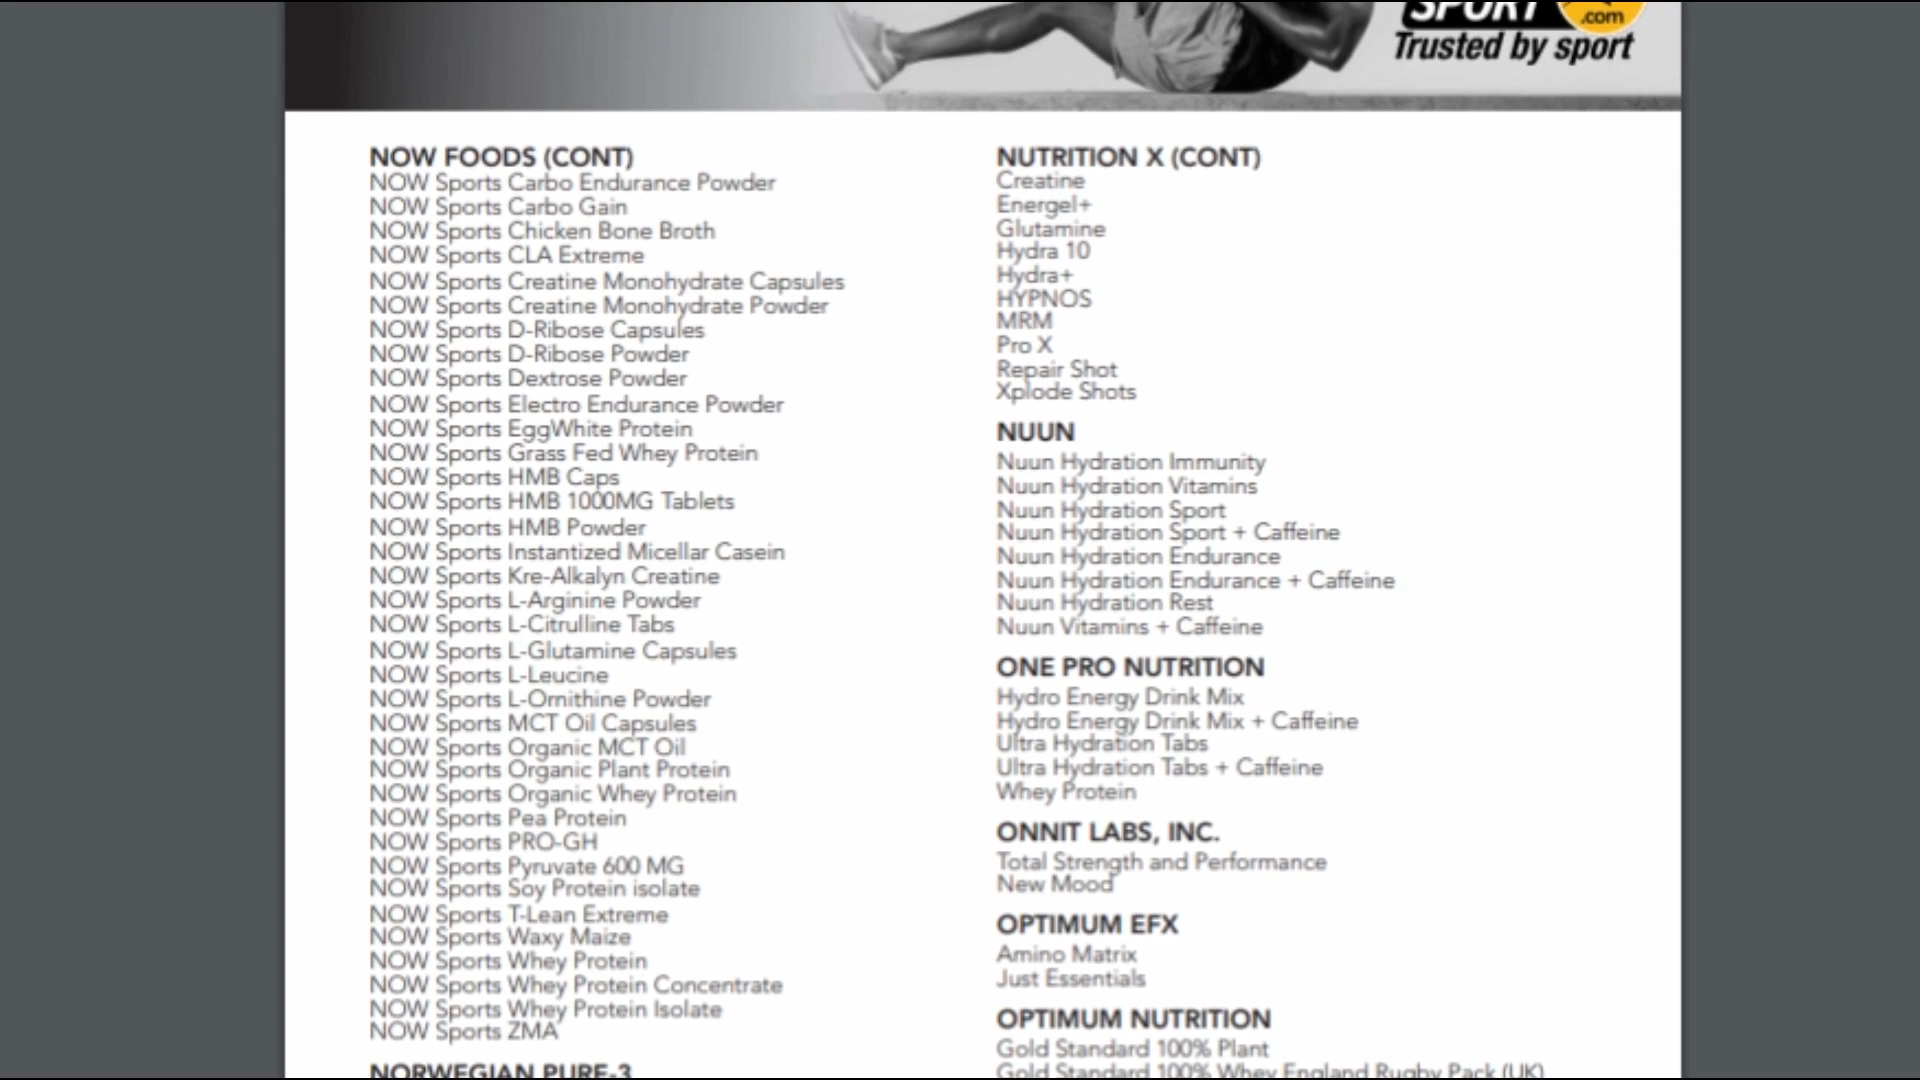 SPORT
.com
Trusted by sport
NOW FOODS (CONT)
NOW Sports Carbo Endurance Powder
NOW Sports Carbo Gain
NOW Sports Chicken Bone Broth
NOW Sports CLA Extreme
NOW Sports Creatine Monohydrate Capsules
NOW Sports Creatine Monohydrate Powder
NOW Sports D-Ribose Capsules
NOW Sports D-Ribose Powder
NOW Sports Dextrose Powder
NOW Sports Electro Endurance Powder
NOW Sports EggWhite Protein
NOW Sports Grass Fed Whey Protein
NOW Sports HMB Caps
NOW Sports HMB 1000MG Tablets
NOW Sports HMB Powder
NOW Sports Instantized Micellar Casein
NOW Sports Kre-Alkalyn Creatine
NOW Sports L-Arginine Powder
NOW Sports L-Citrulline Tabs
NOW Sports L-Glutamine Capsules
NOW Sports L-Leucine
NOW Sports L-Ornithine Powder
NOW Sports MCT Oil Capsules
NOW Sports Organic MCT Oil
NOW Sports Organic Plant Protein
NOW Sports Organic Whey Protein
NOW Sports Pea Protein
NOW Sports PRO-GH
NOW Sports Pyruvate 600 MG
NOW Sports Soy Protein isolate
NOW Sports T-Lean Extreme
NOW Sports Waxy Maize
NOW Sports Whey Protein
NOW Sports Whey Protein Concentrate
NOW Sports Whey Protein Isolate
NOW Sports ZMA
NORWEGIAN PURE-3
NUTRITION X (CONT)
Creatine
Energel+
Glutamine
Hydra 10
Hydra+
HYPNOS
MRM
Pro X
Repair Shot
Xplode Shots
NUUN
Nuun Hydration Immunity
Nuun Hydration Vitamins
Nuun Hydration Sport
Nuun Hydration Sport + Caffeine
Nuun Hydration Endurance
Nuun Hydration Endurance + Caffeine
Nuun Hydration Rest
Nuun Vitamins + Caffeine
ONE PRO NUTRITION
Hydro Energy Drink Mix
Hydro Energy Drink Mix + Caffeine
Ultra Hydration Tabs
Ultra Hydration Tabs + Caffeine
Whey Protein
ONNIT LABS, INC.
Total Strength and Performance
New Mood
OPTIMUM EFX
Amino Matrix
Just Essentials
OPTIMUM NUTRITION
Gold Standard 100% Plant
Gold Standard 100% Whey England Rugby Pack (UK)